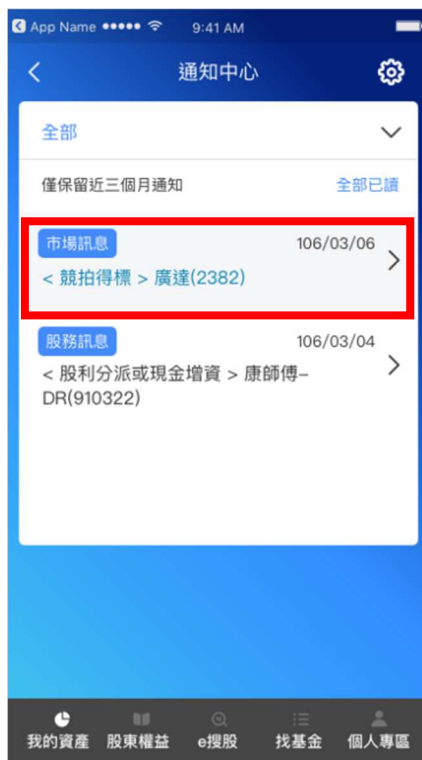 App Name 9:41 AM
通知中心
全部
僅保留近三個月通知 全部已讀
市場訊息 106/03/06
< 競拍得標 > 廣達(2382)
股務訊息 106/03/04
< 股利分派或現金增資 > 康師傅–
DR(910322)
我的資產 股東權益 e搜股 找基金 個人專區